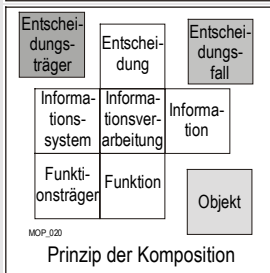 Entschei-
dungs-
träger
Entschei-
dung
Entschei-
dungs-
fall
Informa-
tions-
system
Informa-
tionsver-
arbeitung
Informa-
tion
Funkti-
onsträger
Funktion
Objekt
MOP_020
Prinzip der Komposition